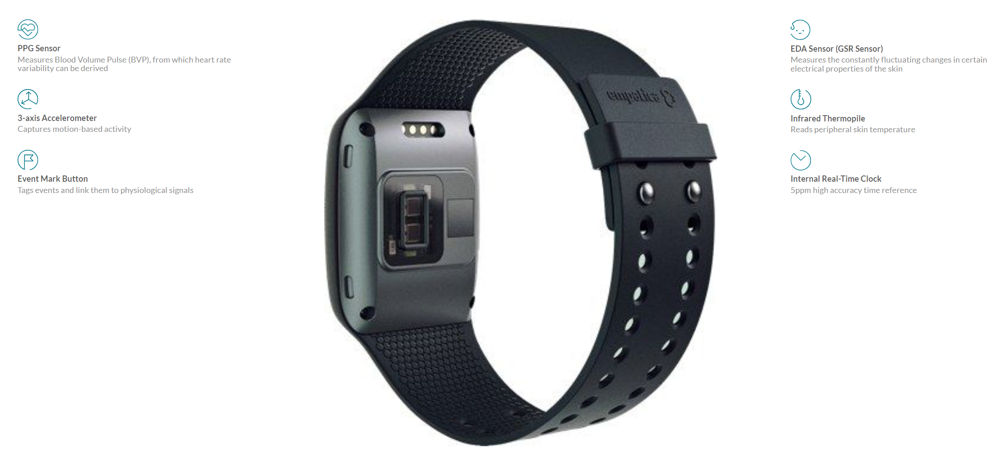 PPG Sensor
Measures Blood Volume Pulse (BVP), from which heart rate
variability can be derived
3-axis Accelerometer
Captures motion-based activity
Event Mark Button
Tags events and link them to physiological signals
empatica
EDA Sensor (GSR Sensor)
Measures the constantly fluctuating changes in certain
electrical properties of the skin
Infrared Thermopile
Reads peripheral skin temperature
Internal Real-Time Clock
5ppm high accuracy time reference